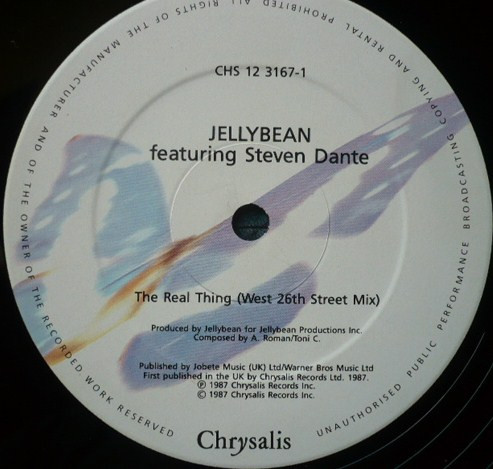 CHS 12 3167-1
JELLYBEAN
featuring Steven Dante
The Real Thing (West 26th Street Mix)
Produced by Jellybean for Jellybean Productions Inc.
Composed by A. Roman/Toni C.
Published by Jobete Music (UK) Ltd/Warner Bros Music Ltd
First published in the UK by Chrysalis Records Ltd. 1987.
℗ 1987 Chrysalis Records Inc.
© 1987 Chrysalis Records Inc.
Chrysalis
ALL RIGHTS OF THE MANUFACTURER AND OF THE OWNER OF THE RECORDED WORK RESERVED
UNAUTHORISED PUBLIC PERFORMANCE BROADCASTING COPYING AND RENTAL PROHIBITED